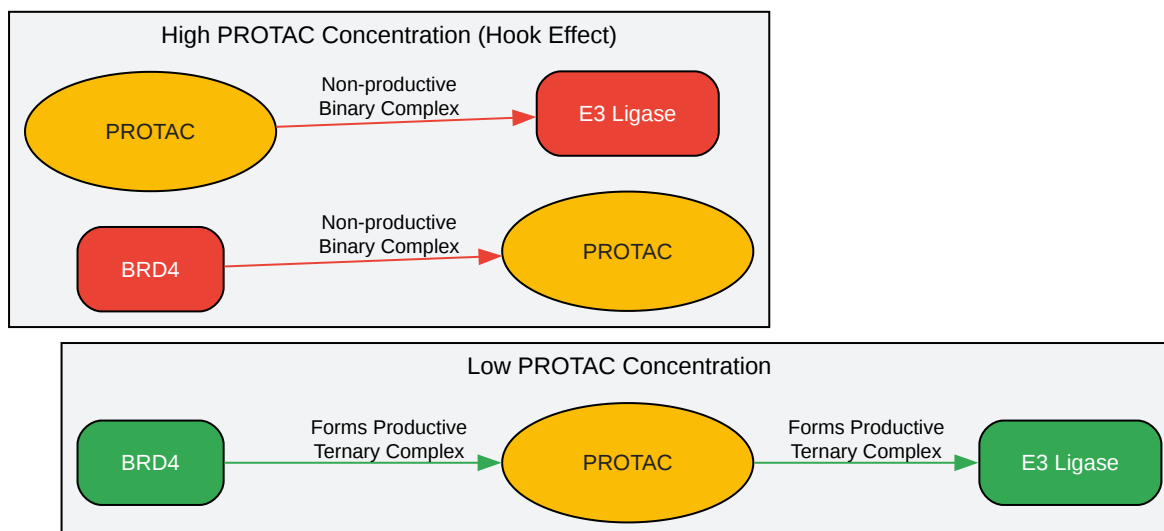 High PROTAC Concentration (Hook Effect)
Non-productive
Binary Complex
PROTAC
E3 Ligase
Non-productive
Binary Complex
BRD4
PROTAC
Low PROTAC Concentration
Forms Productive
Ternary Complex
Forms Productive
Ternary Complex
BRD4
PROTAC
E3 Ligase